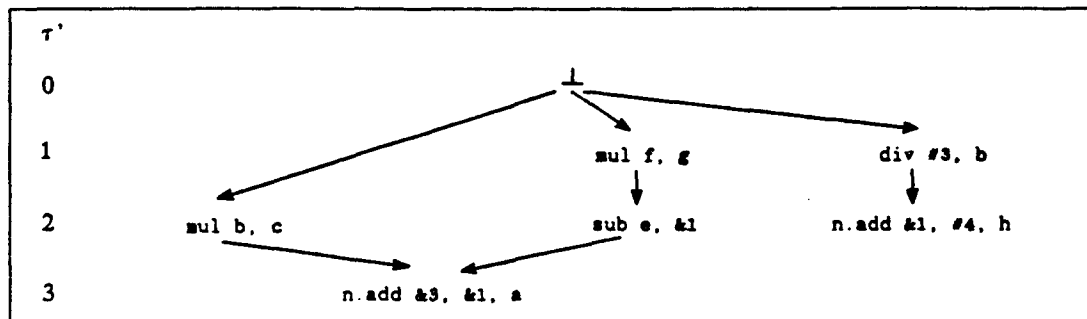 τ'
0 ⊥
1 mul f, g div #3, b
2 mul b, c sub e, &1 n.add &1, #4, h
3 n.add &3, &1, a